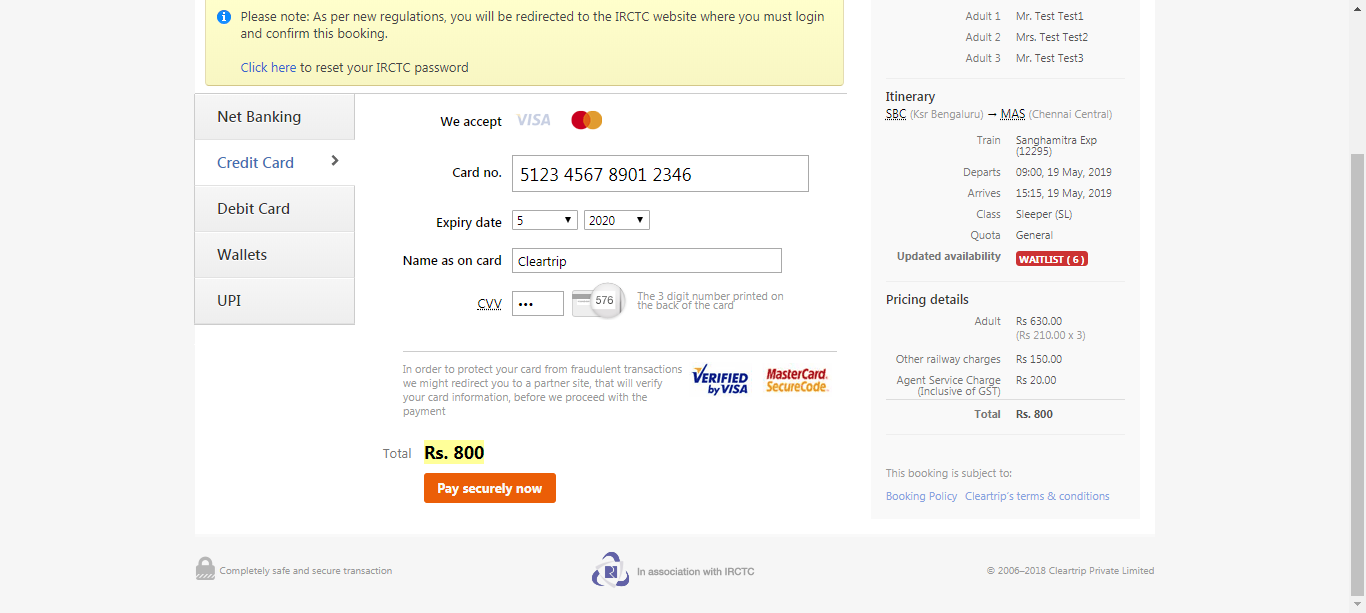 Please note: As per new regulations, you will be redirected to the IRCTC website where you must login
and confirm this booking.
Click here to reset your IRCTC password
Net Banking
Credit Card
Debit Card
Wallets
UPI
We accept VISA
Card no. 5123 4567 8901 2346
Expiry date 5 2020
Name as on card Cleartrip
CVV ••• 576 The 3 digit number printed on
the back of the card
In order to protect your card from fraudulent transactions
we might redirect you to a partner site, that will verify
your card information, before we proceed with the
payment
VERIFIED
by VISA
MasterCard.
SecureCode.
Total Rs. 800
Pay securely now
Adult 1 Mr. Test Test1
Adult 2 Mrs. Test Test2
Adult 3 Mr. Test Test3
Itinerary
SBC (Ksr Bengaluru) → MAS (Chennai Central)
Train Sanghamitra Exp
(12295)
Departs 09:00, 19 May, 2019
Arrives 15:15, 19 May, 2019
Class Sleeper (SL)
Quota General
Updated availability WAITLIST ( 6 )
Pricing details
Adult Rs 630.00
(Rs 210.00 x 3)
Other railway charges Rs 150.00
Agent Service Charge Rs 20.00
(Inclusive of GST)
Total Rs. 800
This booking is subject to:
Booking Policy Cleartrip's terms & conditions
Completely safe and secure transaction
In association with IRCTC
© 2006–2018 Cleartrip Private Limited